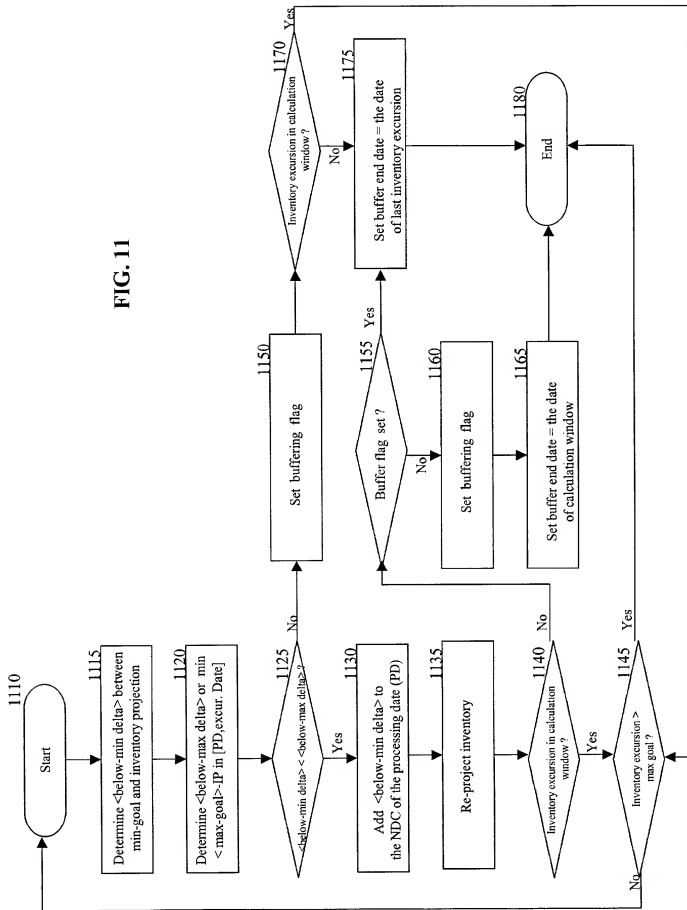 FIG. 11
1110
Start
1115
Determine <below-min delta> between
min-goal and inventory projection
1120
Determine <below-max delta> or min
< max-goal>-IP in [PD,excur. Date]
1125
<below-min delta> < <below-max delta> ?
No
Yes
1130
Add <below-min delta> to
the NDC of the processing date (PD)
1135
Re-project inventory
1140
Inventory excursion in calculation
window ?
No
Yes
1145
Inventory excursion >
max goal ?
No
Yes
1150
Set buffering flag
1155
Buffer flag set ?
Yes
No
1160
Set buffering flag
1165
Set buffer end date = the date
of calculation window
1170
Inventory excursion in calculation
window ?
Yes
No
1175
Set buffer end date = the date
of last inventory excursion
1180
End